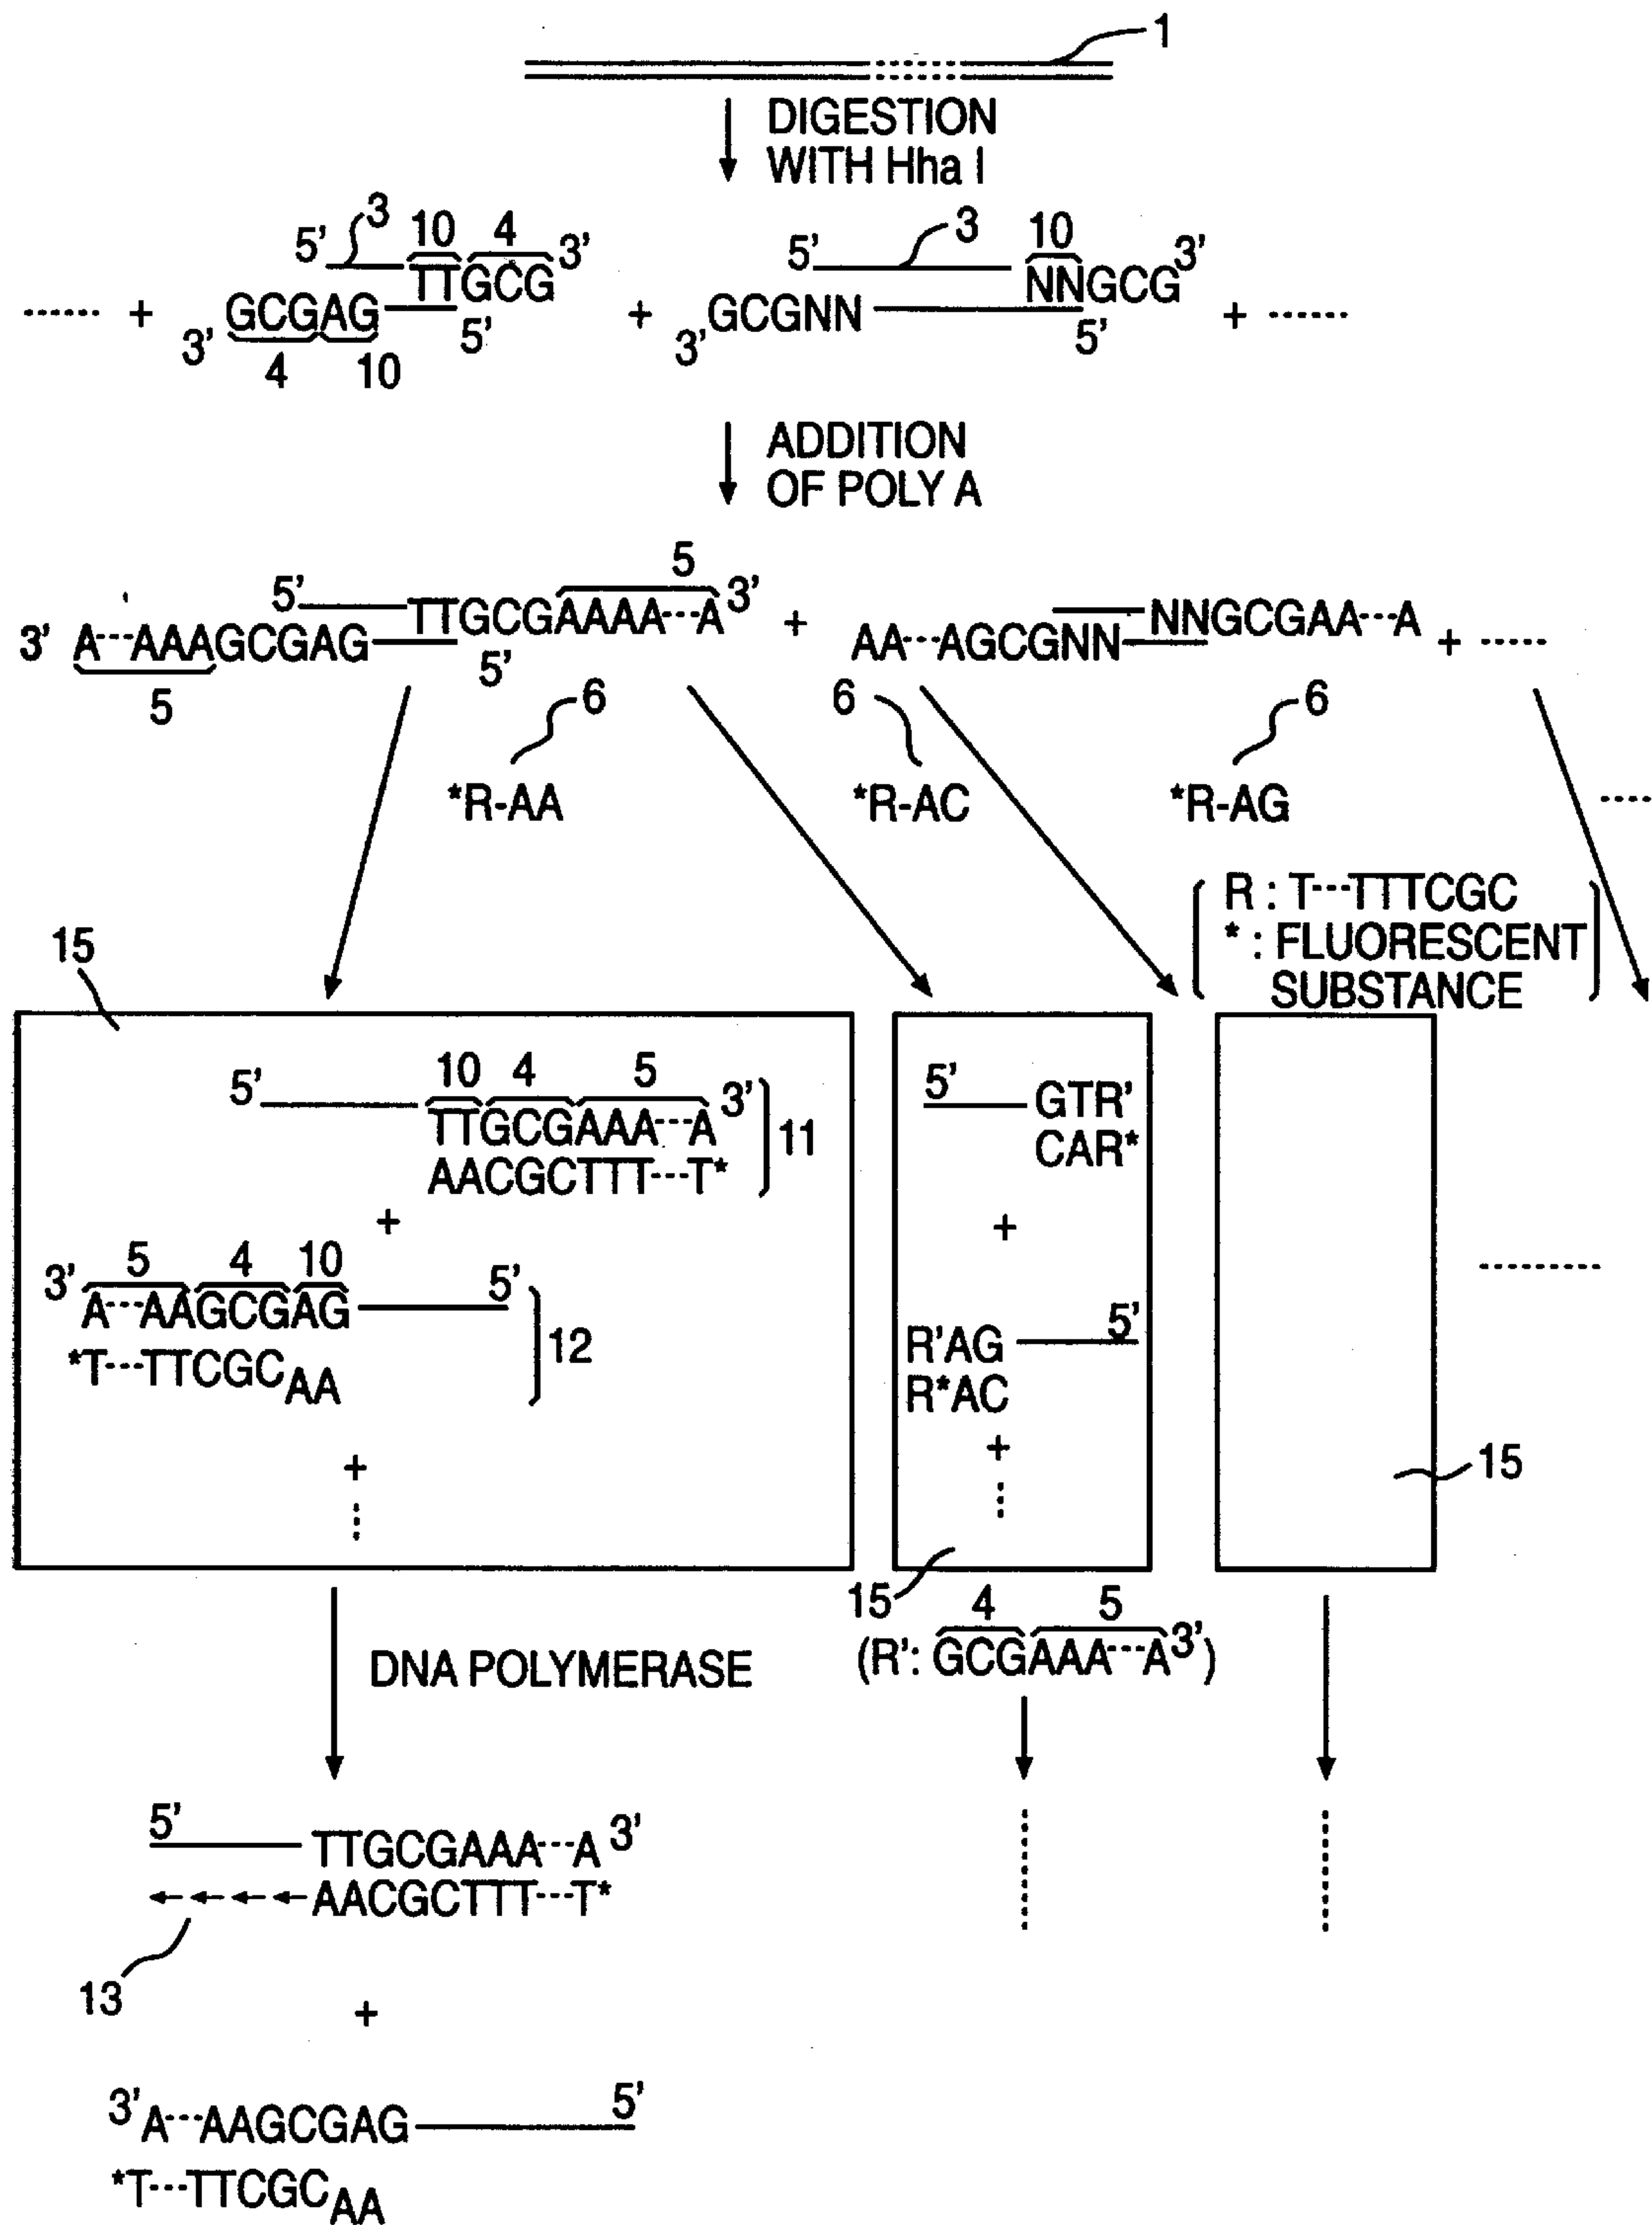 1
DIGESTION
WITH Hha I
5' 3 10 4 3' 5' 3 10 3'
TTGCG NNGCG
...... + GCGAG + GCGNN + ......
3' 5' 3' 5'
4 10
ADDITION
OF POLY A
5
5' TTGCGAAAA---A 3' + NNGCGAA---A
3' A---AAAGCGAG AA---AGCGNN + .....
5 5' 6 6 6
*R-AA *R-AC *R-AG ....
R : T---TTTCGC
* : FLUORESCENT
SUBSTANCE
15
10 4 5
5' TTGCGAAA---A 3'
AACGCTTT---T*
11
+
5 4 10
3' A---AAGCGAG 5'
*T---TTCGCAA
12
+
5' GTR'
CAR*
+
R'AG 5'
R*AC
+
15
15
.........
4 5
(R': GCGAAA---A3')
DNA POLYMERASE
5' TTGCGAAA---A 3'
AACGCTTT---T*
13
+
3' A---AAGCGAG 5'
*T---TTCGCAA